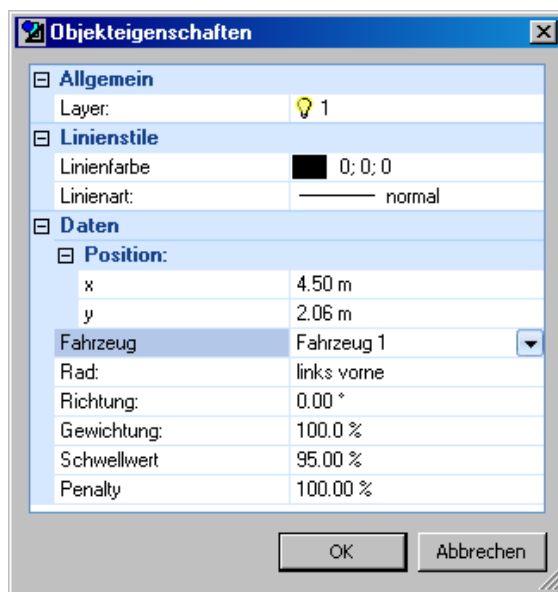 Objekteigenschaften
Allgemein
Layer: 1
Linienstile
Linienfarbe 0; 0; 0
Linienart: normal
Daten
Position:
x 4.50 m
y 2.06 m
Fahrzeug Fahrzeug 1
Rad: links vorne
Richtung: 0.00 °
Gewichtung: 100.0 %
Schwellwert 95.00 %
Penalty 100.00 %
OK Abbrechen